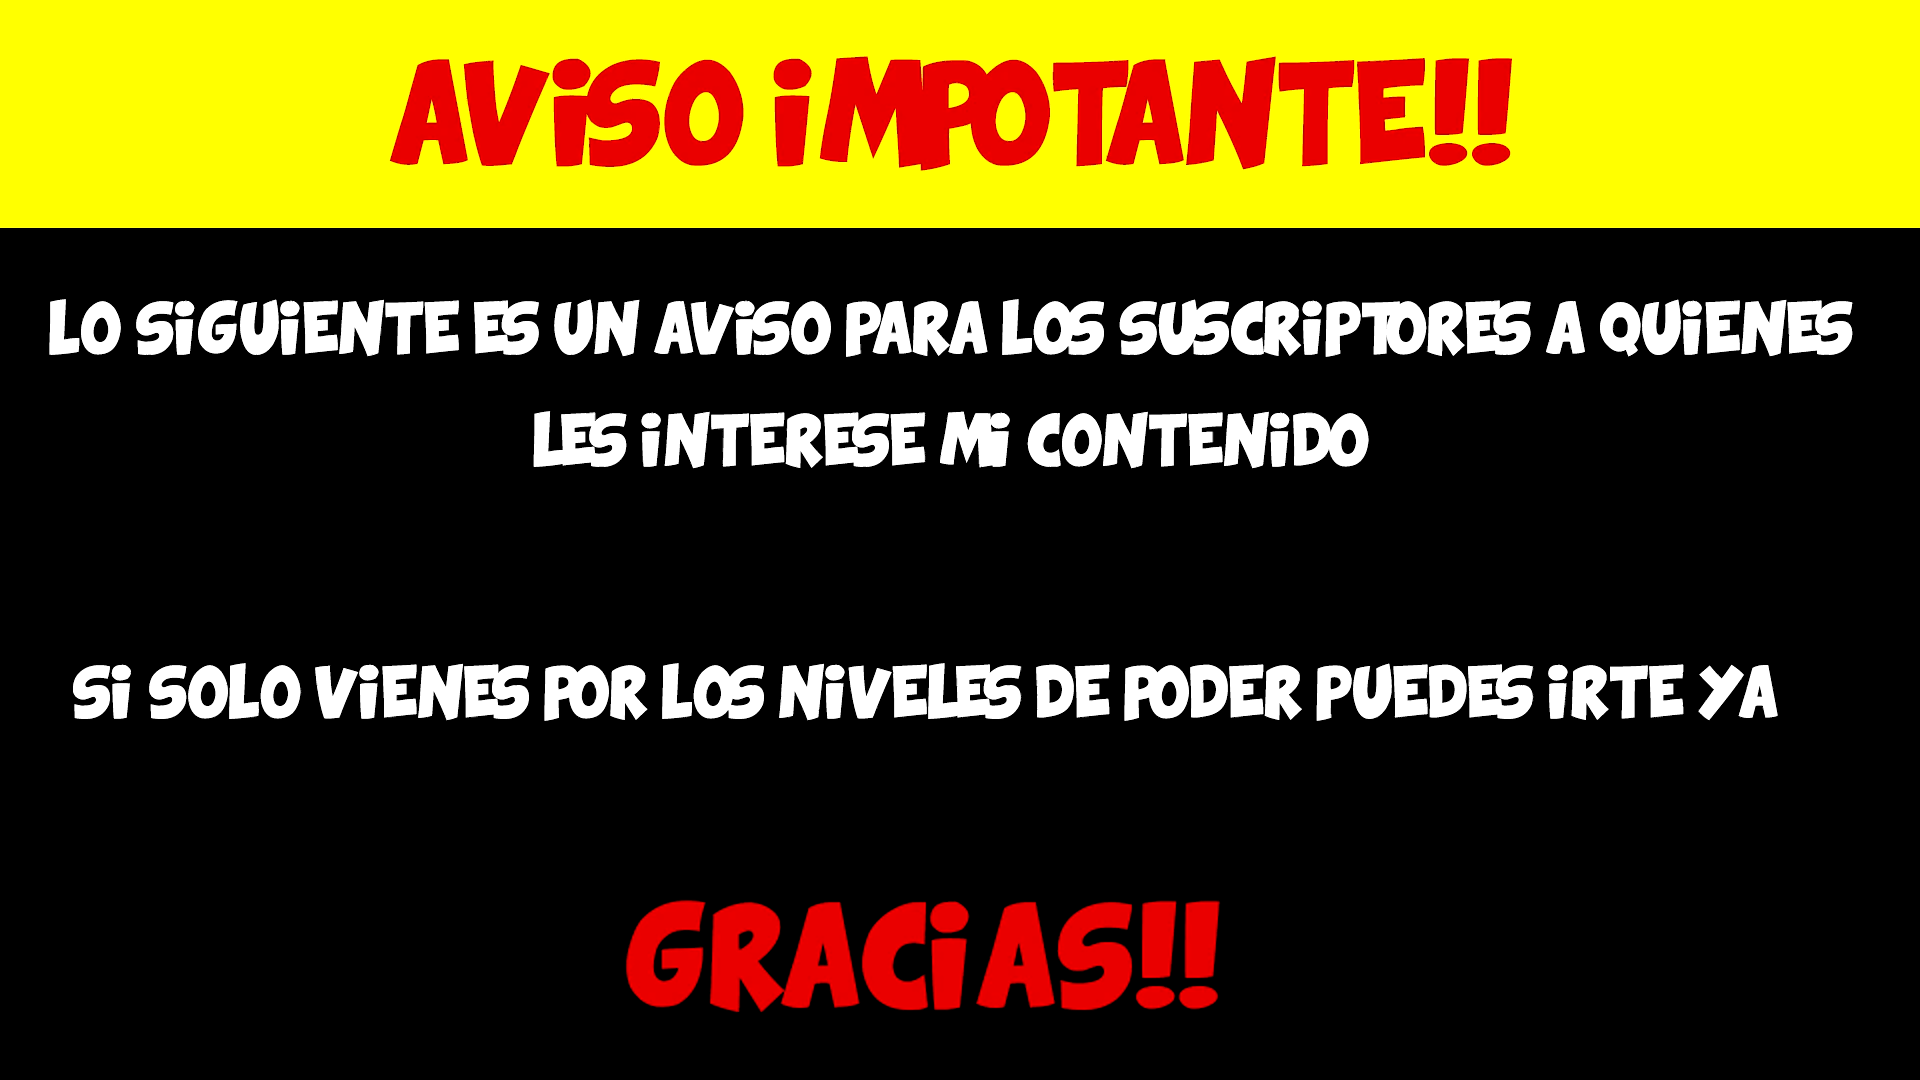 AViSO iMPOTANTE!!
LO SiGUiENTE ES UN AViSO PARA LOS SUSCRiPTORES A QUiENES
LES iNTERESE Mi CONTENiDO
Si SOLO ViENES POR LOS NiVELES DE PODER PUEDES iRTE YA
GRACiAS!!